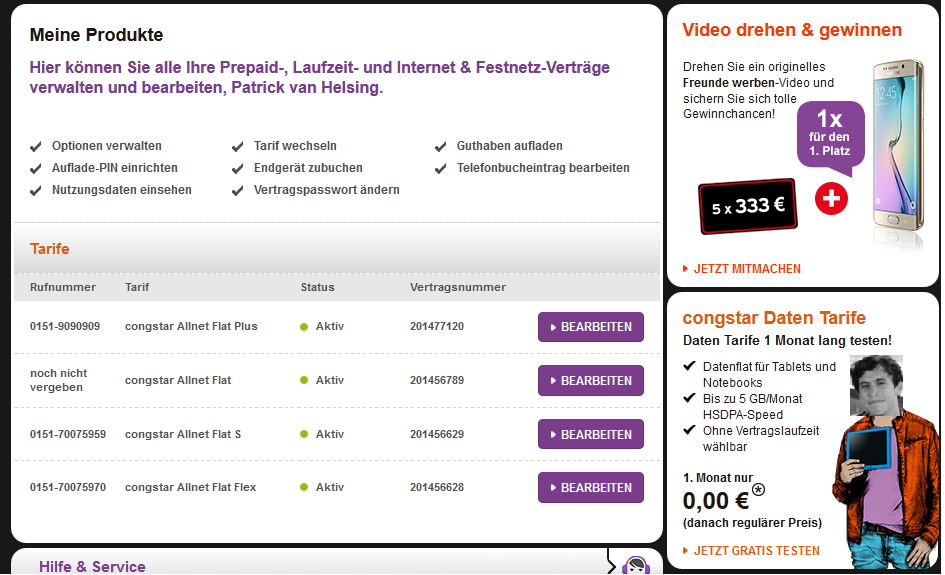 Meine Produkte
Hier können Sie alle Ihre Prepaid-, Laufzeit- und Internet & Festnetz-Verträge
verwalten und bearbeiten, Patrick van Helsing.
Optionen verwalten
Tarif wechseln
Guthaben aufladen
Auflade-PIN einrichten
Endgerät zubuchen
Telefonbucheintrag bearbeiten
Nutzungsdaten einsehen
Vertragspasswort ändern
Tarife
Rufnummer Tarif Status Vertragsnummer
0151-9090909 congstar Allnet Flat Plus Aktiv 201477120 BEARBEITEN
noch nicht
vergeben congstar Allnet Flat Aktiv 201456789 BEARBEITEN
0151-70075959 congstar Allnet Flat S Aktiv 201456629 BEARBEITEN
0151-70075970 congstar Allnet Flat Flex Aktiv 201456628 BEARBEITEN
Hilfe & Service
Video drehen & gewinnen
Drehen Sie ein originelles
Freunde werben-Video und
sichern Sie sich tolle
Gewinnchancen!
1x
für den
1. Platz
5 x 333 €
12:45
JETZT MITMACHEN
congstar Daten Tarife
Daten Tarife 1 Monat lang testen!
Datenflat für Tablets und
Notebooks
Bis zu 5 GB/Monat
HSDPA-Speed
Ohne Vertragslaufzeit
wählbar
1. Monat nur
0,00 € *
(danach regulärer Preis)
JETZT GRATIS TESTEN